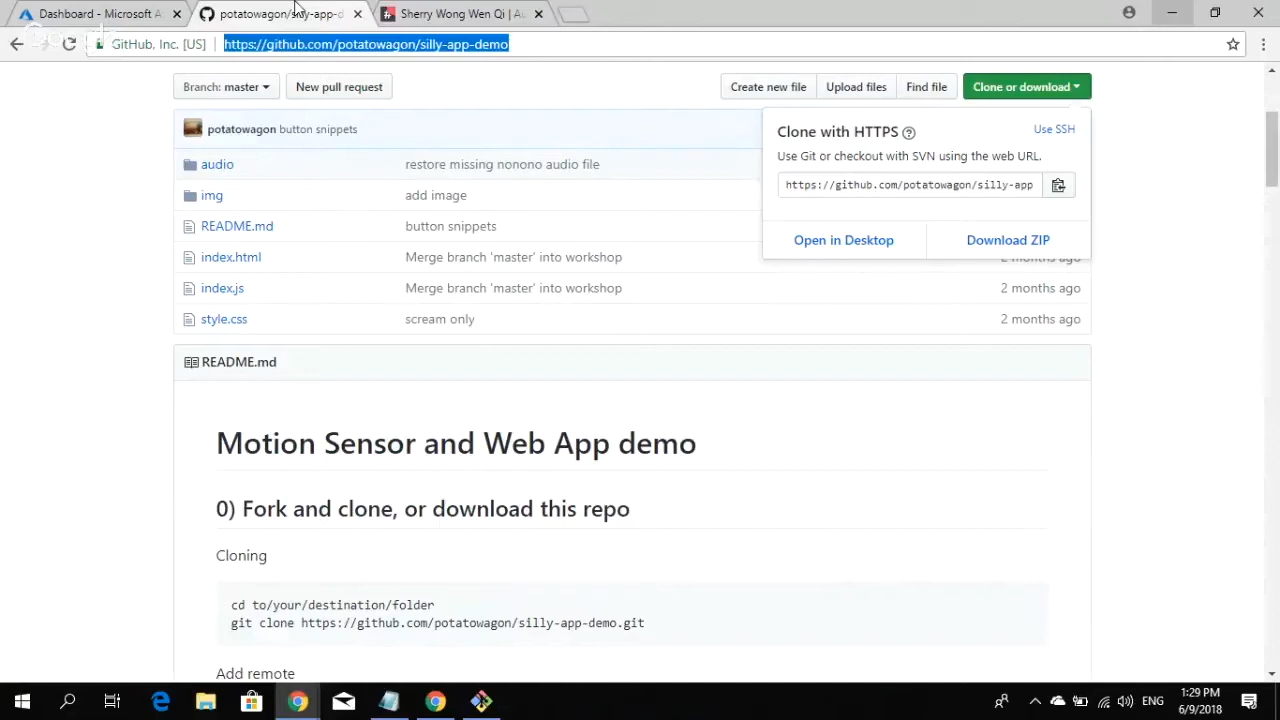 Dashboard - Microsoft A
potatowagon/silly-app-d
Sherry Wong Wen Qi | Au
GitHub, Inc. [US]
https://github.com/potatowagon/silly-app-demo
Branch: master
New pull request
Create new file
Upload files
Find file
Clone or download
potatowagon button snippets
Clone with HTTPS
Use SSH
Use Git or checkout with SVN using the web URL.
https://github.com/potatowagon/silly-app
Open in Desktop
Download ZIP
audio restore missing nonono audio file
img add image
README.md button snippets
index.html Merge branch 'master' into workshop 2 months ago
index.js Merge branch 'master' into workshop 2 months ago
style.css scream only 2 months ago
README.md
Motion Sensor and Web App demo
0) Fork and clone, or download this repo
Cloning
cd to/your/destination/folder
git clone https://github.com/potatowagon/silly-app-demo.git
Add remote
ENG
1:29 PM
6/9/2018